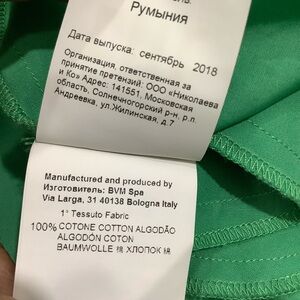 Румыния
Дата выпуска: сентябрь 2018
Организация, ответственная за
принятие претензий: ООО «Николаева
и Ко» Адрес: 141551, Московская
область, Солнечногорский р-н, р.п.
Андреевка, ул.Жилинская, д.7
Manufactured and produced by
Изготовитель: BVM Spa
Via Larga, 31 40138 Bologna Italy
1° Tessuto Fabric
100% COTONE COTTON ALGODÃO
ALGODÓN COTON
BAUMWOLLE 棉 ХЛОПОК 綿